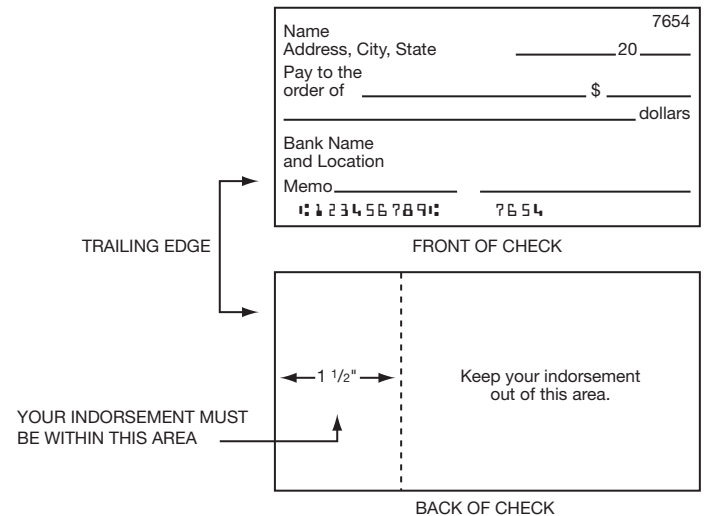 7654
Name
Address, City, State 20
Pay to the
order of $
dollars
Bank Name
and Location
Memo
⑆123456789⑆ 7654
TRAILING EDGE
FRONT OF CHECK
1 1/2"
Keep your indorsement
out of this area.
YOUR INDORSEMENT MUST
BE WITHIN THIS AREA
BACK OF CHECK